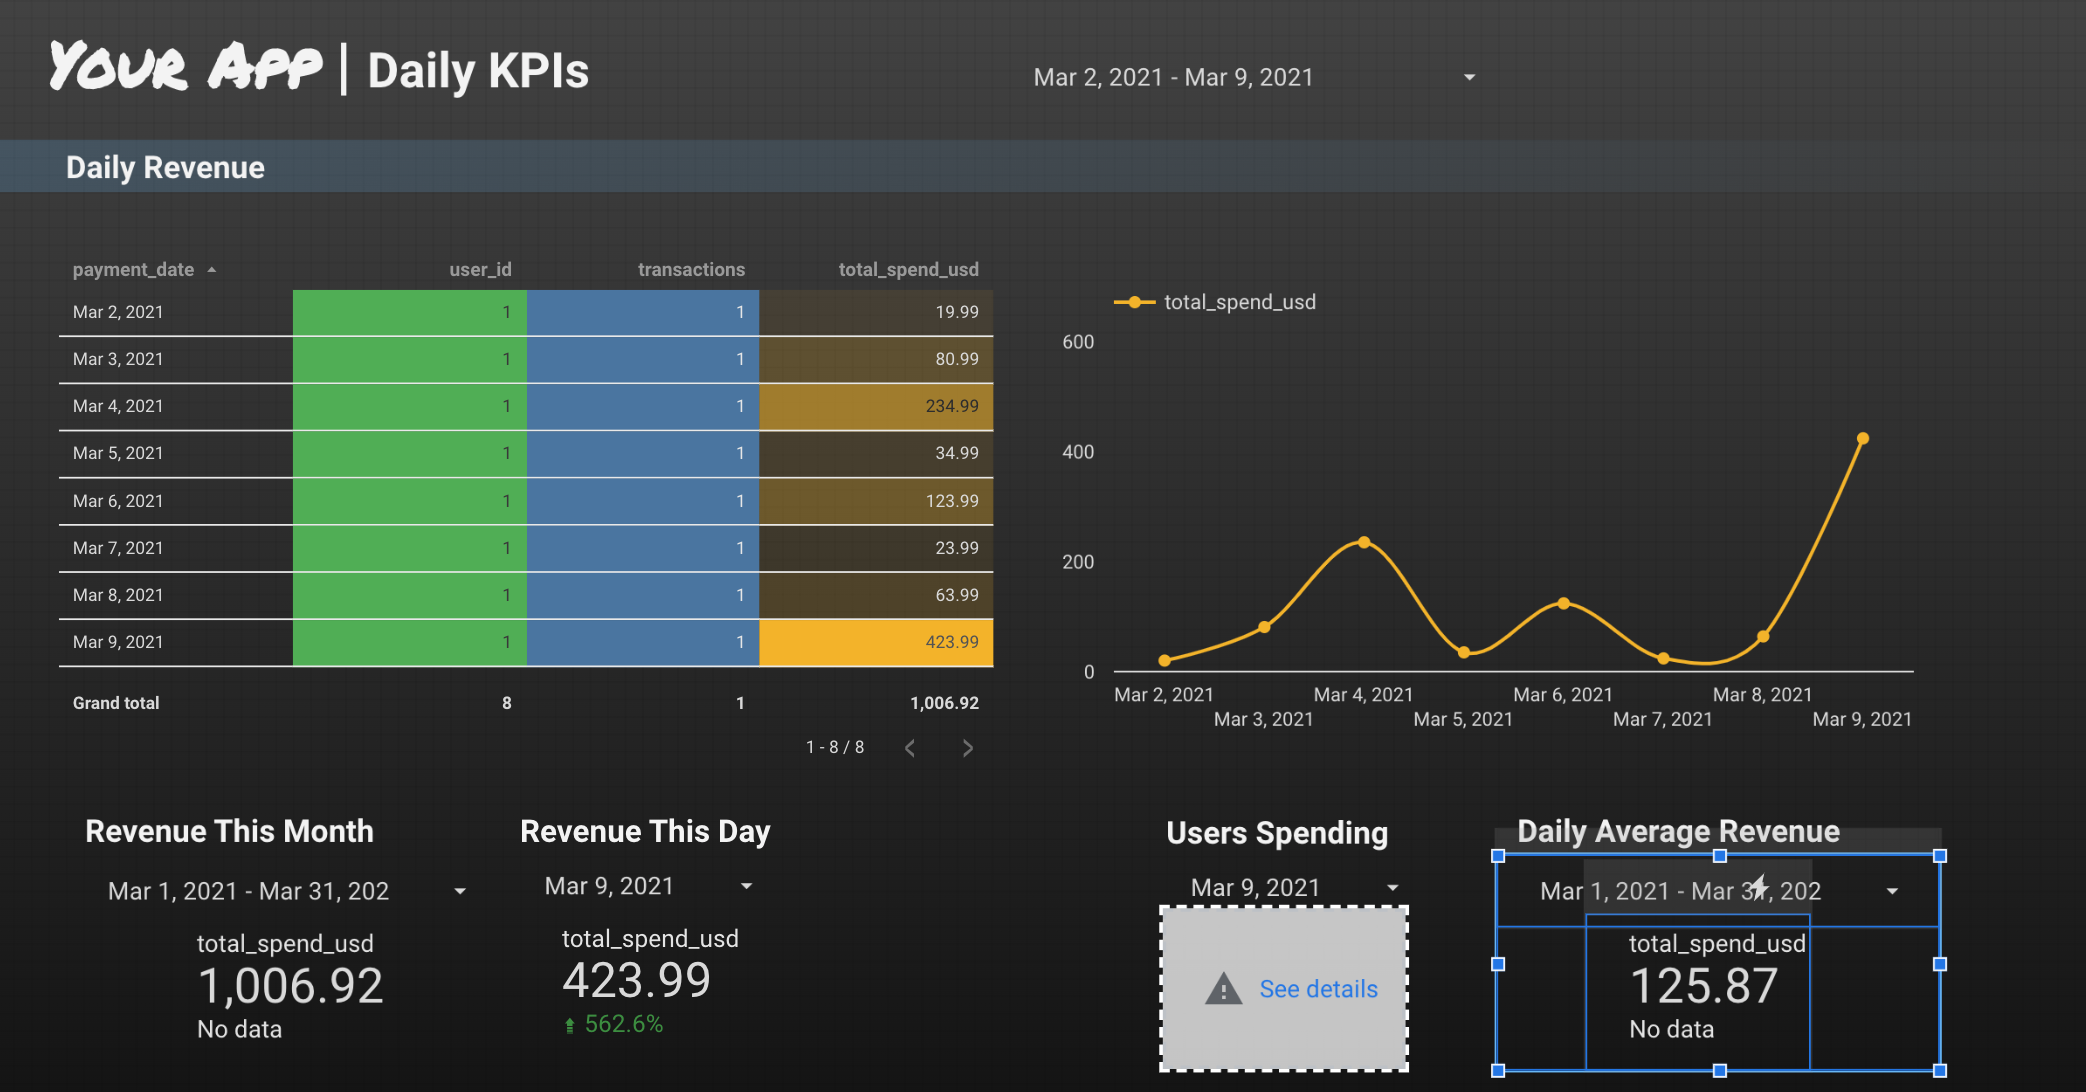 Your App | Daily KPIs
Mar 2, 2021 - Mar 9, 2021
Daily Revenue
payment_date user_id transactions total_spend_usd
Mar 2, 2021 1 1 19.99
Mar 3, 2021 1 1 80.99
Mar 4, 2021 1 1 234.99
Mar 5, 2021 1 1 34.99
Mar 6, 2021 1 1 123.99
Mar 7, 2021 1 1 23.99
Mar 8, 2021 1 1 63.99
Mar 9, 2021 1 1 423.99
Grand total 8 1 1,006.92
1 - 8 / 8
total_spend_usd
600
400
200
0
Mar 2, 2021 Mar 4, 2021 Mar 6, 2021 Mar 8, 2021
Mar 3, 2021 Mar 5, 2021 Mar 7, 2021 Mar 9, 2021
Revenue This Month
Mar 1, 2021 - Mar 31, 202
total_spend_usd
1,006.92
No data
Revenue This Day
Mar 9, 2021
total_spend_usd
423.99
562.6%
Users Spending
Mar 9, 2021
See details
Daily Average Revenue
Mar 1, 2021 - Mar 31, 202
total_spend_usd
125.87
No data